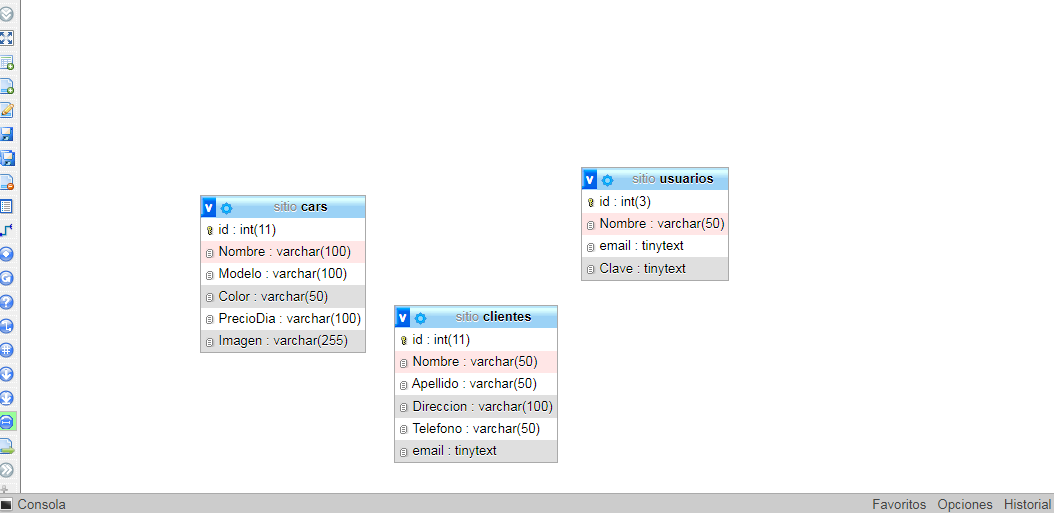 sitio cars
id : int(11)
Nombre : varchar(100)
Modelo : varchar(100)
Color : varchar(50)
PrecioDia : varchar(100)
Imagen : varchar(255)
sitio clientes
id : int(11)
Nombre : varchar(50)
Apellido : varchar(50)
Direccion : varchar(100)
Telefono : varchar(50)
email : tinytext
sitio usuarios
id : int(3)
Nombre : varchar(50)
email : tinytext
Clave : tinytext
Consola
Favoritos Opciones Historial